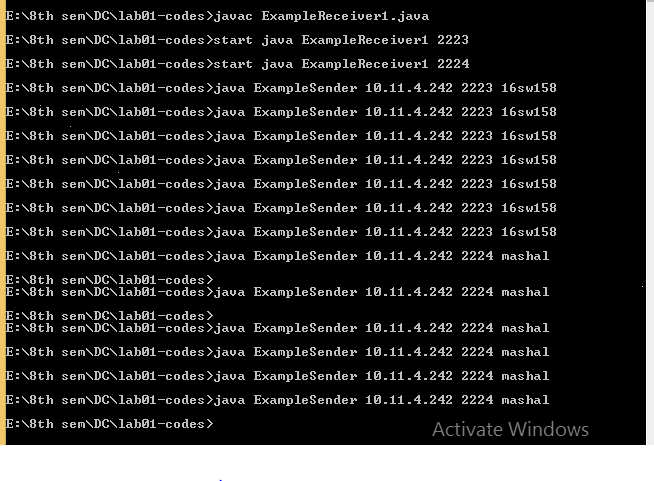 E:\8th sem\DC\lab01-codes>javac ExampleReceiver1.java
E:\8th sem\DC\lab01-codes>start java ExampleReceiver1 2223
E:\8th sem\DC\lab01-codes>start java ExampleReceiver1 2224
E:\8th sem\DC\lab01-codes>java ExampleSender 10.11.4.242 2223 16sw158
E:\8th sem\DC\lab01-codes>java ExampleSender 10.11.4.242 2223 16sw158
E:\8th sem\DC\lab01-codes>java ExampleSender 10.11.4.242 2223 16sw158
E:\8th sem\DC\lab01-codes>java ExampleSender 10.11.4.242 2223 16sw158
E:\8th sem\DC\lab01-codes>java ExampleSender 10.11.4.242 2223 16sw158
E:\8th sem\DC\lab01-codes>java ExampleSender 10.11.4.242 2223 16sw158
E:\8th sem\DC\lab01-codes>java ExampleSender 10.11.4.242 2223 16sw158
E:\8th sem\DC\lab01-codes>java ExampleSender 10.11.4.242 2224 mashal
E:\8th sem\DC\lab01-codes>
E:\8th sem\DC\lab01-codes>java ExampleSender 10.11.4.242 2224 mashal
E:\8th sem\DC\lab01-codes>
E:\8th sem\DC\lab01-codes>java ExampleSender 10.11.4.242 2224 mashal
E:\8th sem\DC\lab01-codes>java ExampleSender 10.11.4.242 2224 mashal
E:\8th sem\DC\lab01-codes>java ExampleSender 10.11.4.242 2224 mashal
E:\8th sem\DC\lab01-codes>java ExampleSender 10.11.4.242 2224 mashal
E:\8th sem\DC\lab01-codes>
Activate Windows